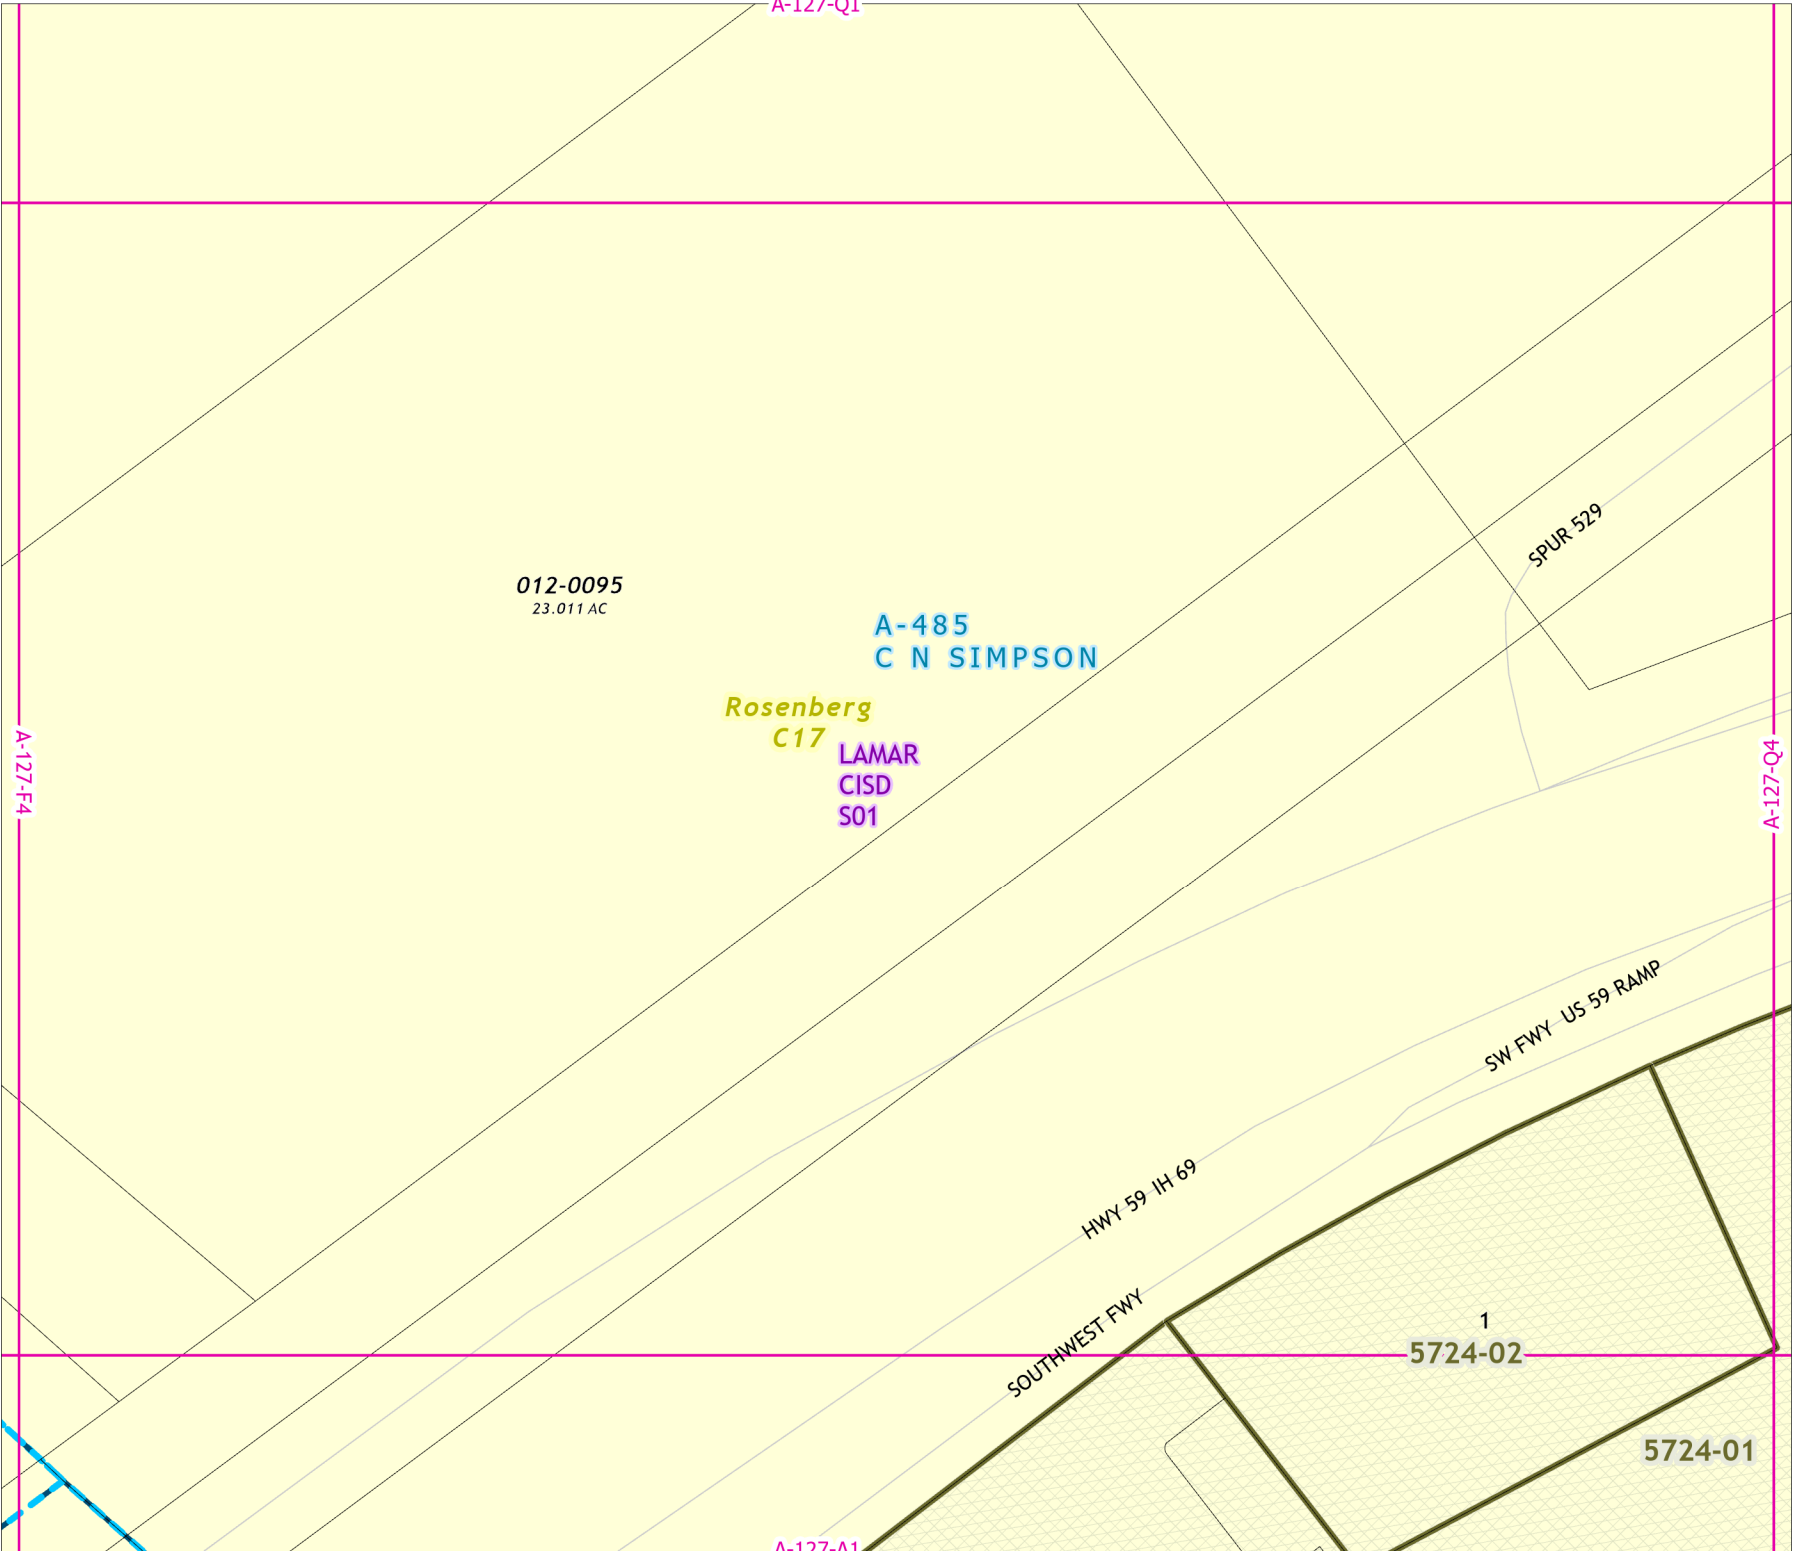 A-127-Q1
SPUR 529
012-0095
23.011 AC
A-485
C N SIMPSON
Rosenberg
C17
LAMAR
CISD
S01
A-127-F4
A-127-Q4
SW FWY US 59 RAMP
HWY 59 IH 69
SOUTHWEST FWY
1
5724-02
5724-01
A-127-A1